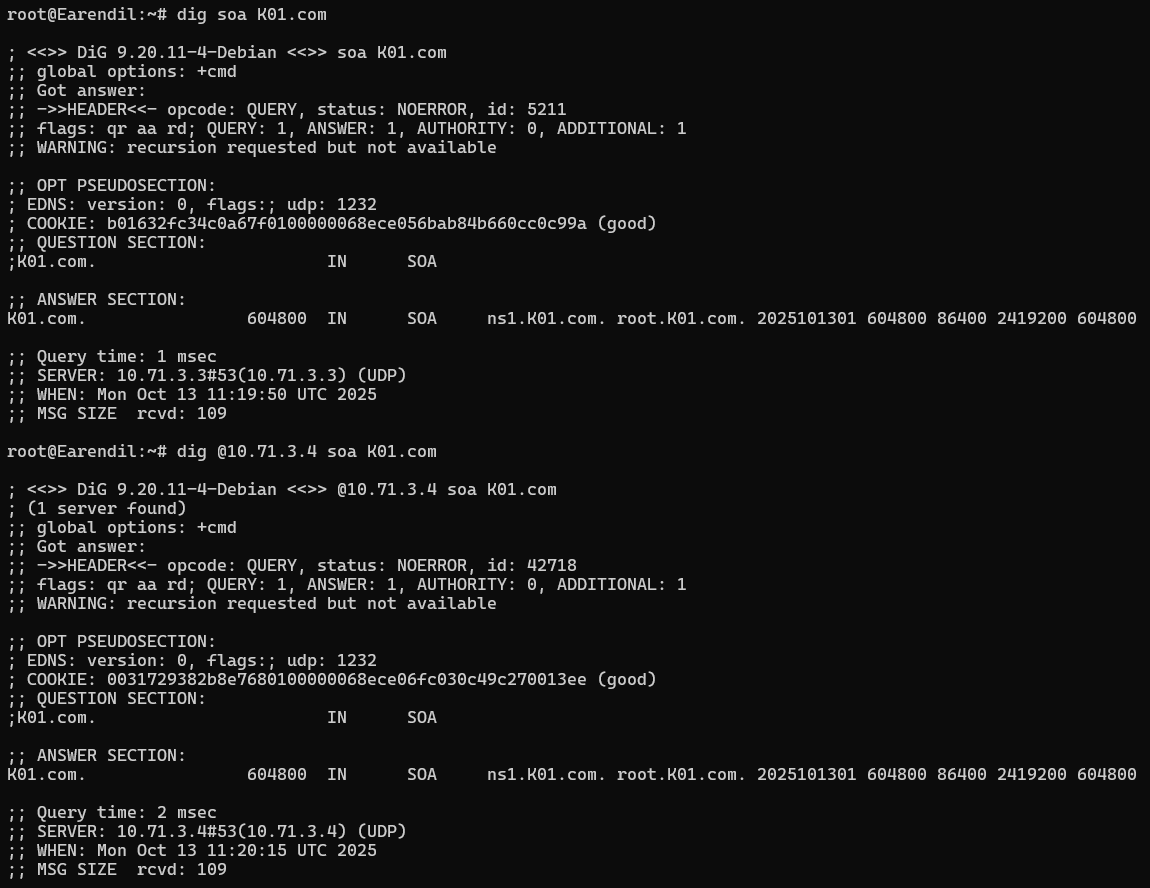 root@Earendil:~# dig soa K01.com
; <<>> DiG 9.20.11-4-Debian <<>> soa K01.com
;; global options: +cmd
;; Got answer:
;; ->>HEADER<<- opcode: QUERY, status: NOERROR, id: 5211
;; flags: qr aa rd; QUERY: 1, ANSWER: 1, AUTHORITY: 0, ADDITIONAL: 1
;; WARNING: recursion requested but not available
;; OPT PSEUDOSECTION:
; EDNS: version: 0, flags:; udp: 1232
; COOKIE: b01632fc34c0a67f0100000068ece056bab84b660cc0c99a (good)
;; QUESTION SECTION:
;K01.com. IN SOA
;; ANSWER SECTION:
K01.com. 604800 IN SOA ns1.K01.com. root.K01.com. 2025101301 604800 86400 2419200 604800
;; Query time: 1 msec
;; SERVER: 10.71.3.3#53(10.71.3.3) (UDP)
;; WHEN: Mon Oct 13 11:19:50 UTC 2025
;; MSG SIZE  rcvd: 109
root@Earendil:~# dig @10.71.3.4 soa K01.com
; <<>> DiG 9.20.11-4-Debian <<>> @10.71.3.4 soa K01.com
; (1 server found)
;; global options: +cmd
;; Got answer:
;; ->>HEADER<<- opcode: QUERY, status: NOERROR, id: 42718
;; flags: qr aa rd; QUERY: 1, ANSWER: 1, AUTHORITY: 0, ADDITIONAL: 1
;; WARNING: recursion requested but not available
;; OPT PSEUDOSECTION:
; EDNS: version: 0, flags:; udp: 1232
; COOKIE: 0031729382b8e7680100000068ece06fc030c49c270013ee (good)
;; QUESTION SECTION:
;K01.com. IN SOA
;; ANSWER SECTION:
K01.com. 604800 IN SOA ns1.K01.com. root.K01.com. 2025101301 604800 86400 2419200 604800
;; Query time: 2 msec
;; SERVER: 10.71.3.4#53(10.71.3.4) (UDP)
;; WHEN: Mon Oct 13 11:20:15 UTC 2025
;; MSG SIZE  rcvd: 109